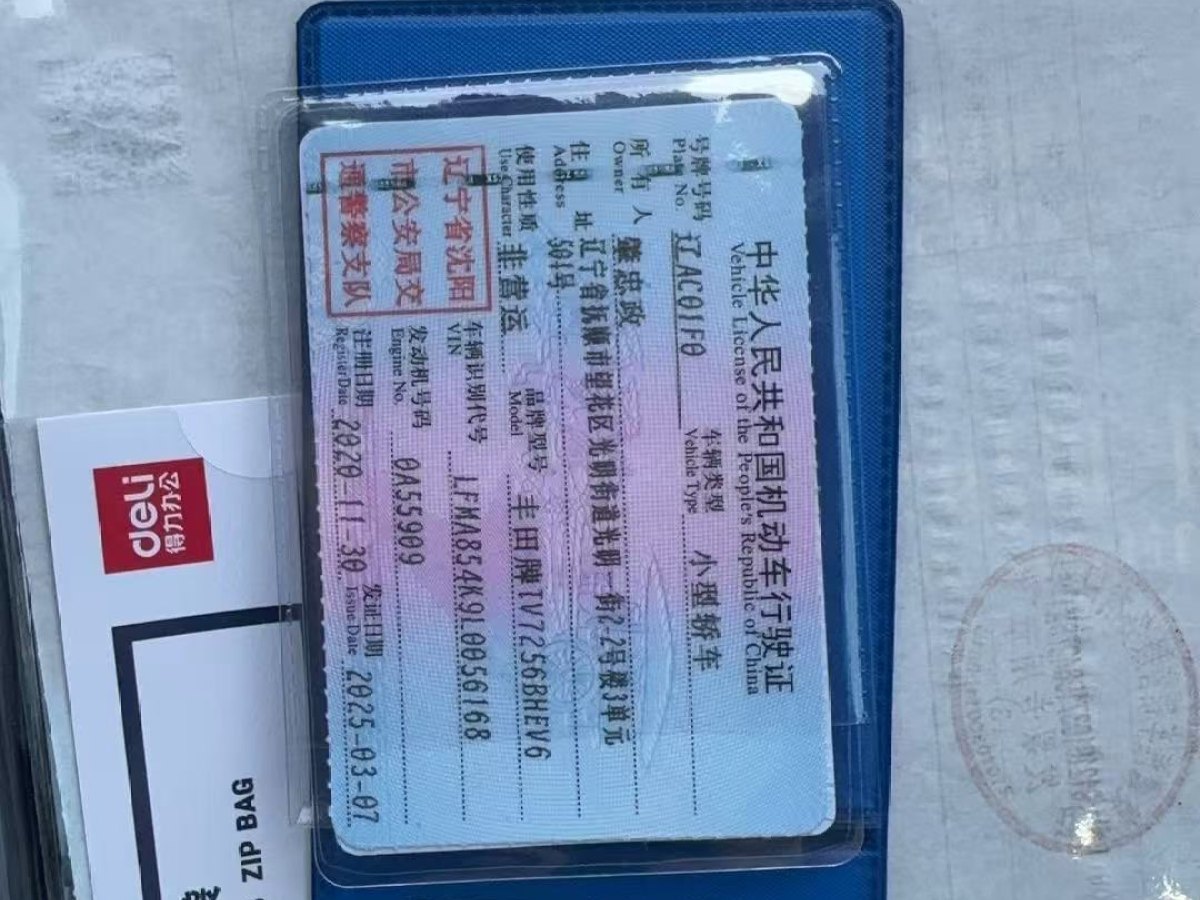 中华人民共和国机动车行驶证
Vehicle License of the People's Republic of China
号牌号码 辽AC01F0 车辆类型 小型轿车
Plate No. Vehicle Type
所有人 肇忠政
Owner
住址 辽宁省抚顺市望花区光明街道光明一街2-2号楼3单元
Address 501号
使用性质 非营运 品牌型号 丰田牌TV7256BHEV6
Use Character Model
辽宁省沈阳
市公安局交
通警察支队
车辆识别代号 LFMA854K9L0056168
VIN
发动机号码 0A55909
Engine No.
注册日期 2020-11-30 发证日期 2025-03-07
Register Date Issue Date
deli
得力办公
ZIP BAG
袋